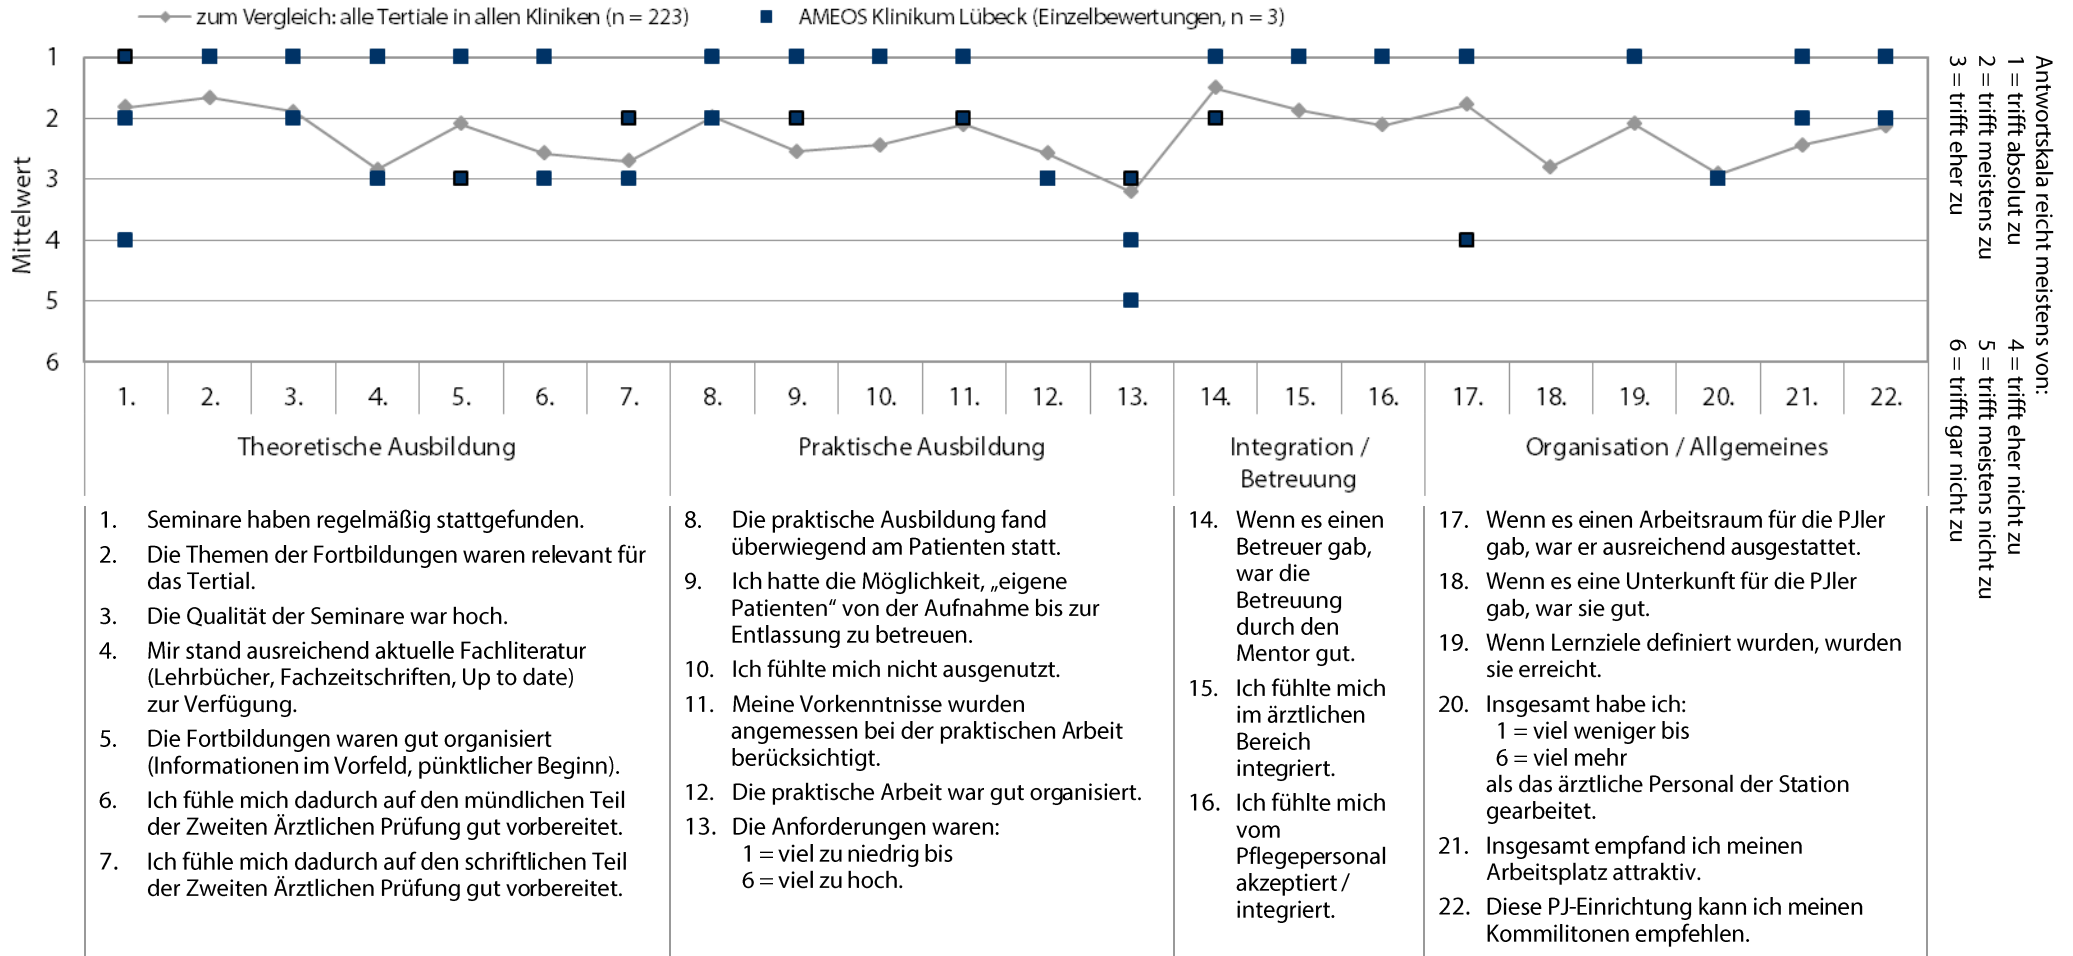 zum Vergleich: alle Tertiale in allen Kliniken (n = 223)
AMEOS Klinikum Lübeck (Einzelbewertungen, n = 3)
Mittelwert
1
2
3
4
5
6
1. 2. 3. 4. 5. 6. 7. 8. 9. 10. 11. 12. 13. 14. 15. 16. 17. 18. 19. 20. 21. 22.
Theoretische Ausbildung
Praktische Ausbildung
Integration /
Betreuung
Organisation / Allgemeines
1. Seminare haben regelmäßig stattgefunden.
2. Die Themen der Fortbildungen waren relevant für
das Tertial.
3. Die Qualität der Seminare war hoch.
4. Mir stand ausreichend aktuelle Fachliteratur
(Lehrbücher, Fachzeitschriften, Up to date)
zur Verfügung.
5. Die Fortbildungen waren gut organisiert
(Informationen im Vorfeld, pünktlicher Beginn).
6. Ich fühle mich dadurch auf den mündlichen Teil
der Zweiten Ärztlichen Prüfung gut vorbereitet.
7. Ich fühle mich dadurch auf den schriftlichen Teil
der Zweiten Ärztlichen Prüfung gut vorbereitet.
8. Die praktische Ausbildung fand
überwiegend am Patienten statt.
9. Ich hatte die Möglichkeit, „eigene
Patienten“ von der Aufnahme bis zur
Entlassung zu betreuen.
10. Ich fühlte mich nicht ausgenutzt.
11. Meine Vorkenntnisse wurden
angemessen bei der praktischen Arbeit
berücksichtigt.
12. Die praktische Arbeit war gut organisiert.
13. Die Anforderungen waren:
1 = viel zu niedrig bis
6 = viel zu hoch.
14. Wenn es einen
Betreuer gab,
war die
Betreuung
durch den
Mentor gut.
15. Ich fühlte mich
im ärztlichen
Bereich
integriert.
16. Ich fühlte mich
vom
Pflegepersonal
akzeptiert /
integriert.
17. Wenn es einen Arbeitsraum für die PJler
gab, war er ausreichend ausgestattet.
18. Wenn es eine Unterkunft für die PJler
gab, war sie gut.
19. Wenn Lernziele definiert wurden, wurden
sie erreicht.
20. Insgesamt habe ich:
1 = viel weniger bis
6 = viel mehr
als das ärztliche Personal der Station
gearbeitet.
21. Insgesamt empfand ich meinen
Arbeitsplatz attraktiv.
22. Diese PJ-Einrichtung kann ich meinen
Kommilitonen empfehlen.
Antwortskala reicht meistens von:
1 = trifft absolut zu
2 = trifft meistens zu
3 = trifft eher zu
4 = trifft eher nicht zu
5 = trifft meistens nicht zu
6 = trifft gar nicht zu